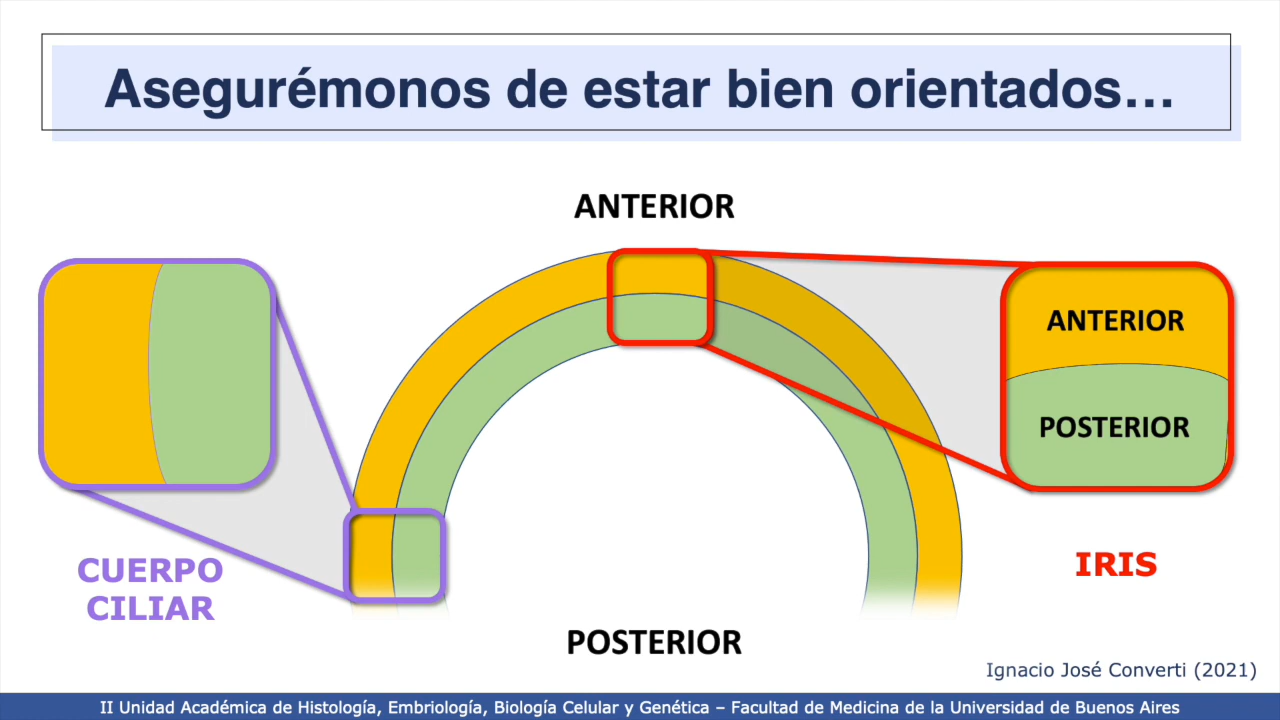 Asegurémonos de estar bien orientados...
ANTERIOR
ANTERIOR
POSTERIOR
CUERPO
CILIAR
IRIS
POSTERIOR
Ignacio José Converti (2021)
II Unidad Académica de Histología, Embriología, Biología Celular y Genética – Facultad de Medicina de la Universidad de Buenos Aires